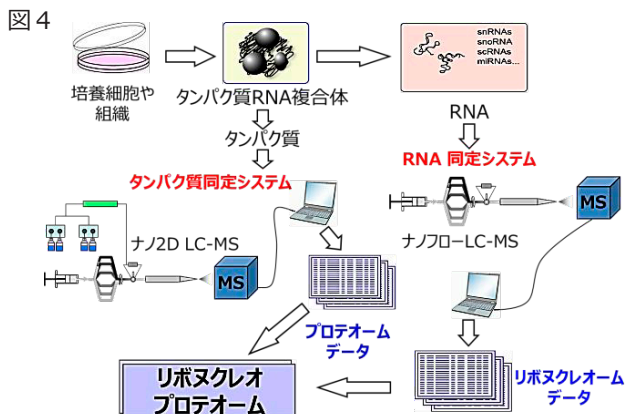 図4
snRNAs
snoRNA
scRNAs
miRNAs...
培養細胞や
組織
タンパク質RNA複合体
RNA
タンパク質
タンパク質同定システム
RNA 同定システム
ナノ2D LC-MS
MS
ナノフローLC-MS
MS
プロテオーム
データ
リボヌクレオーム
データ
リボヌクレオ
プロテオーム